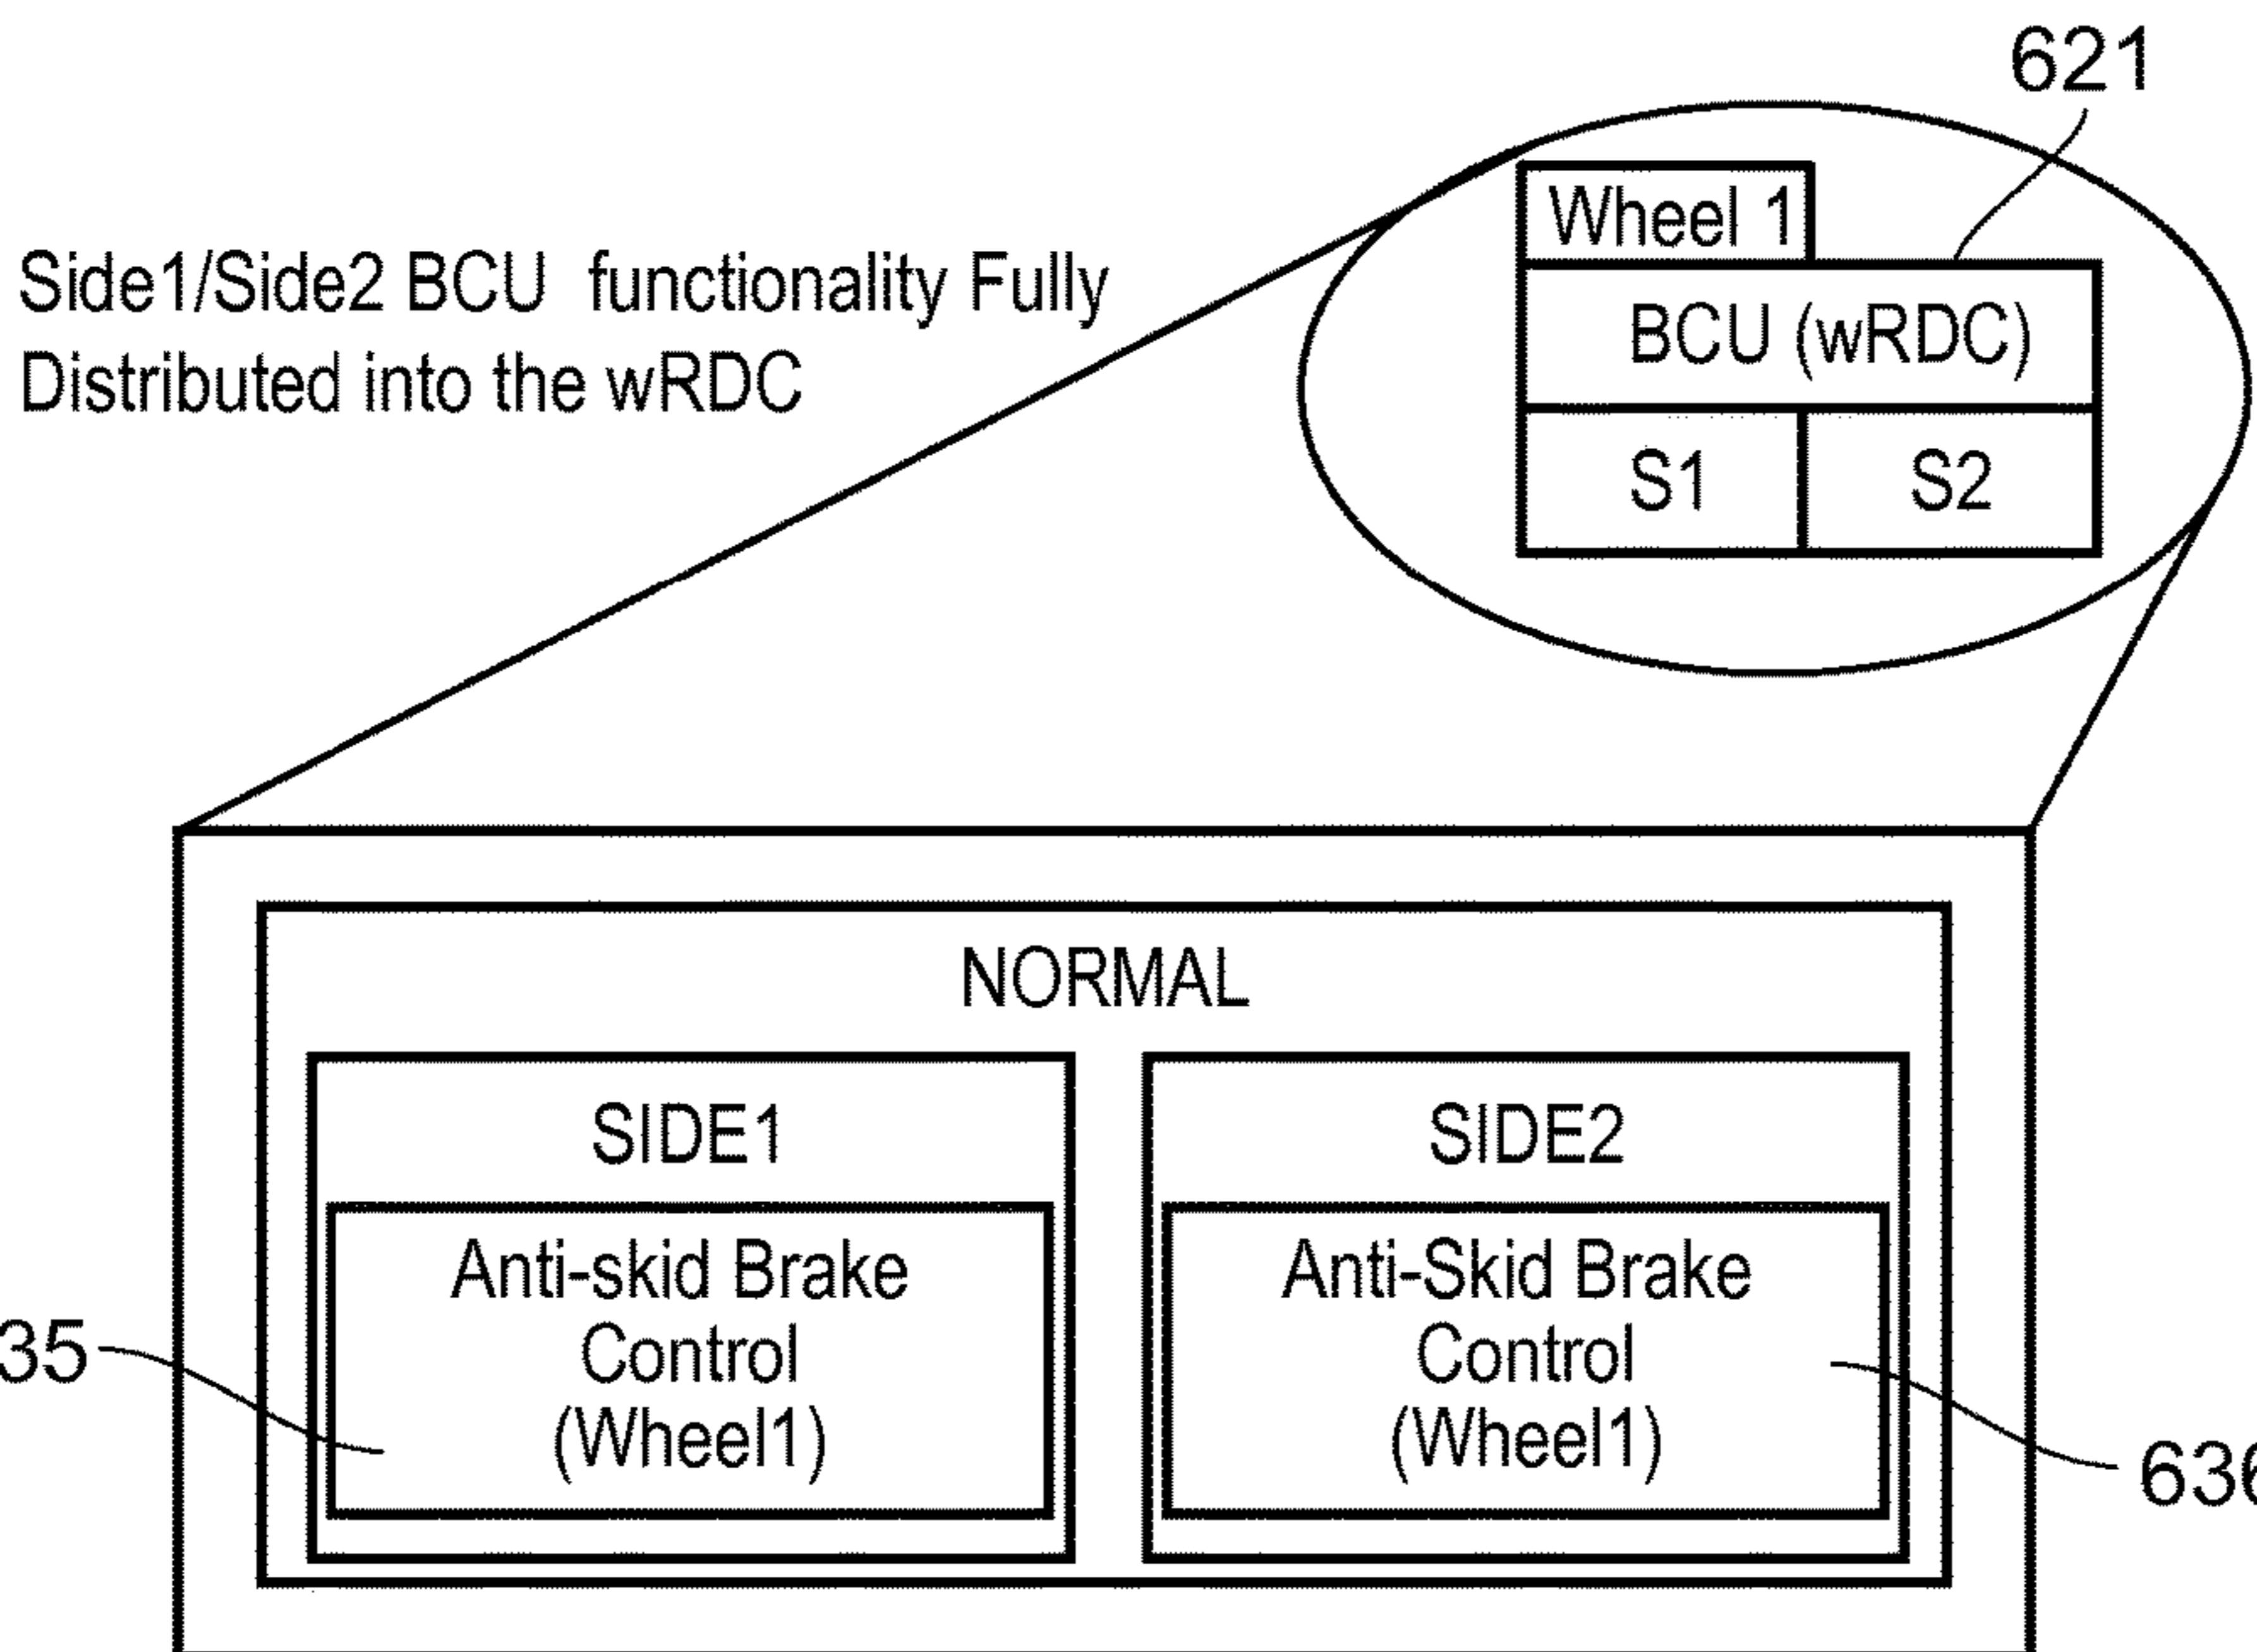 621
Wheel 1
Side1/Side2 BCU functionality Fully
Distributed into the wRDC
BCU (wRDC)
S1 S2
NORMAL
SIDE1 SIDE2
Anti-skid Brake
Control
(Wheel1)
Anti-Skid Brake
Control
(Wheel1)
35
636